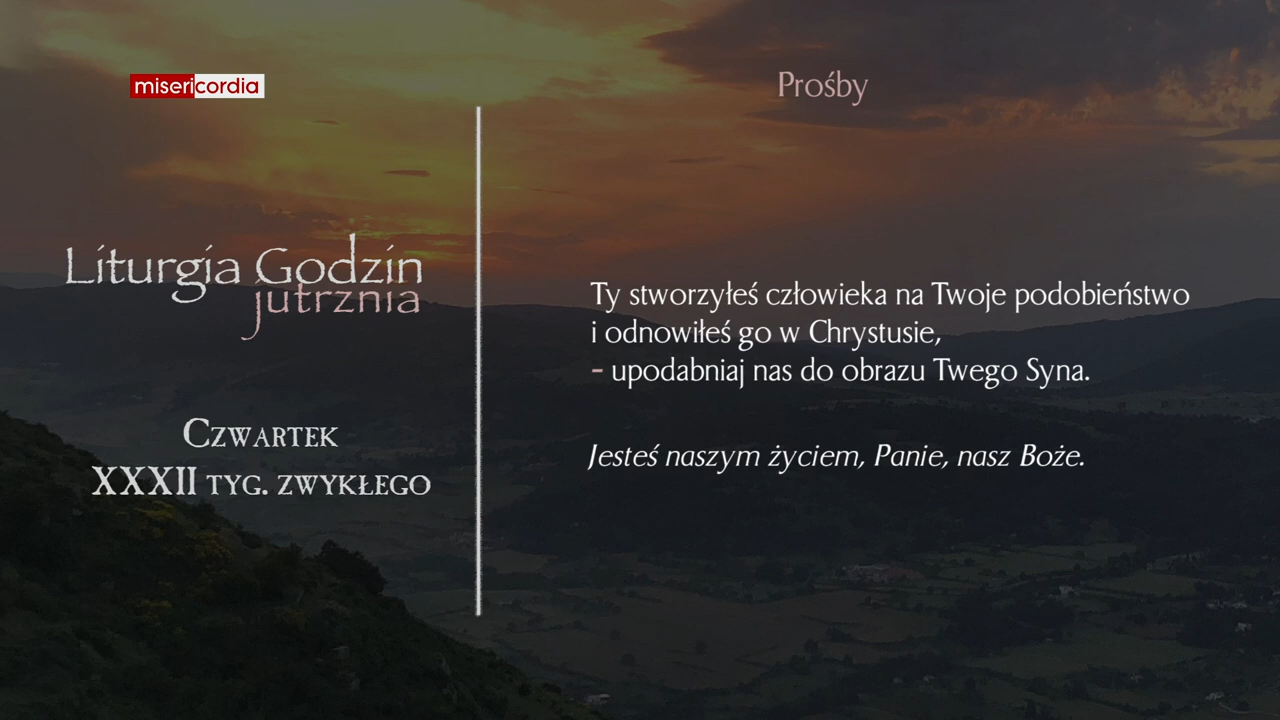 misericordia
Prośby
Liturgia Godzin
jutrznia
Czwartek
XXXII tyg. zwykłego
Ty stworzyłeś człowieka na Twoje podobieństwo
i odnowiłeś go w Chrystusie,
- upodabniaj nas do obrazu Twego Syna.
Jesteś naszym życiem, Panie, nasz Boże.